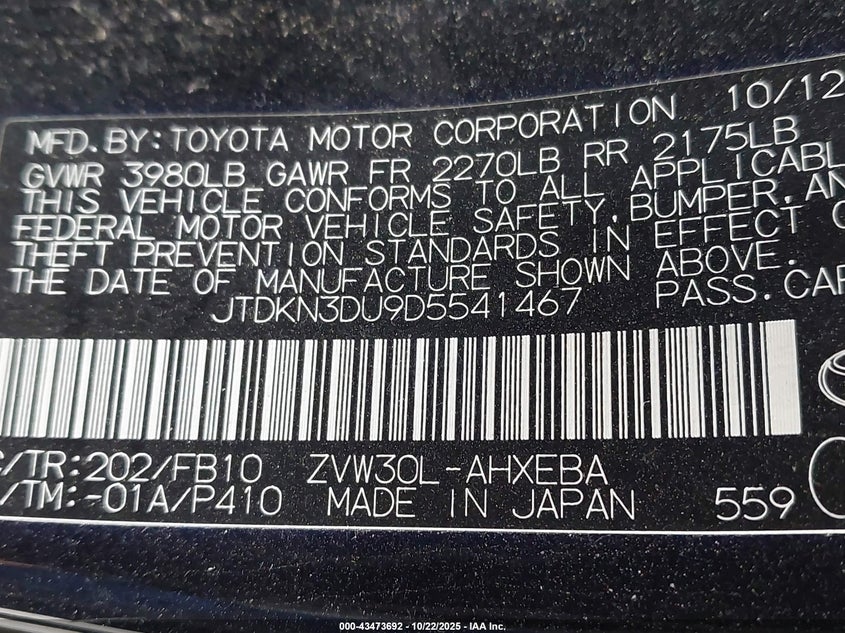 10/12
MFD. BY: TOYOTA MOTOR CORPORATION
GVWR 3980LB GAWR FR 2270LB RR 2175LB
THIS VEHICLE CONFORMS TO ALL APPLICABL
FEDERAL MOTOR VEHICLE SAFETY, BUMPER, AN
THEFT PREVENTION STANDARDS IN EFFECT
THE DATE OF MANUFACTURE SHOWN ABOVE.
JTDKN3DU9D5541467 PASS. CAR
/TR: 202/FB10 ZVW30L-AHXEBA
/TM: -01A/P410 MADE IN JAPAN 559
000-43473692 - 10/22/2025 - IAA Inc.